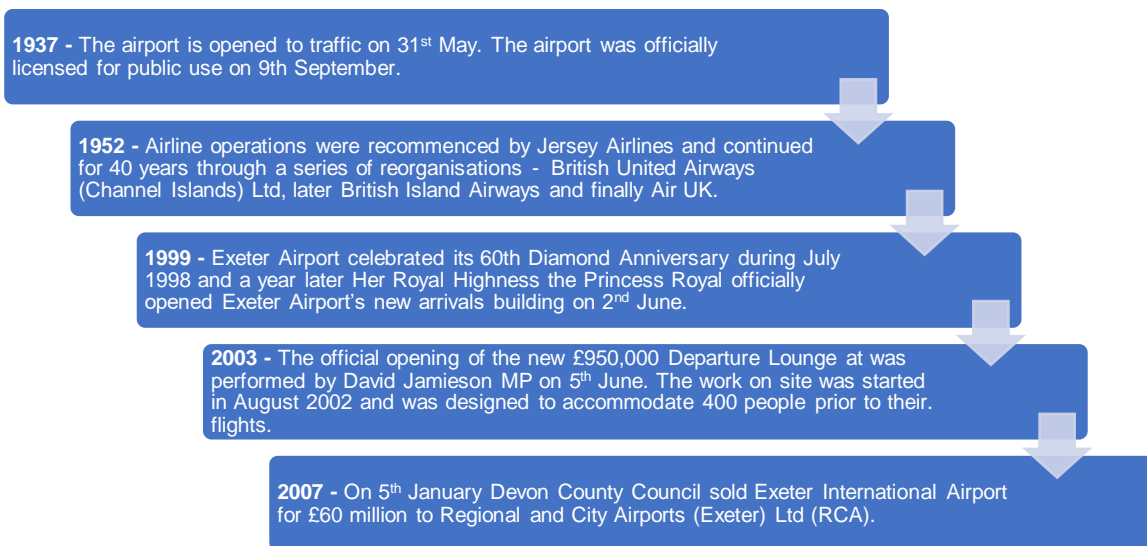 1937 - The airport is opened to traffic on 31st May. The airport was officially
licensed for public use on 9th September.
1952 - Airline operations were recommenced by Jersey Airlines and continued
for 40 years through a series of reorganisations - British United Airways
(Channel Islands) Ltd, later British Island Airways and finally Air UK.
1999 - Exeter Airport celebrated its 60th Diamond Anniversary during July
1998 and a year later Her Royal Highness the Princess Royal officially
opened Exeter Airport's new arrivals building on 2nd June.
2003 - The official opening of the new £950,000 Departure Lounge at was
performed by David Jamieson MP on 5th June. The work on site was started
in August 2002 and was designed to accommodate 400 people prior to their.
flights.
2007 - On 5th January Devon County Council sold Exeter International Airport
for £60 million to Regional and City Airports (Exeter) Ltd (RCA).